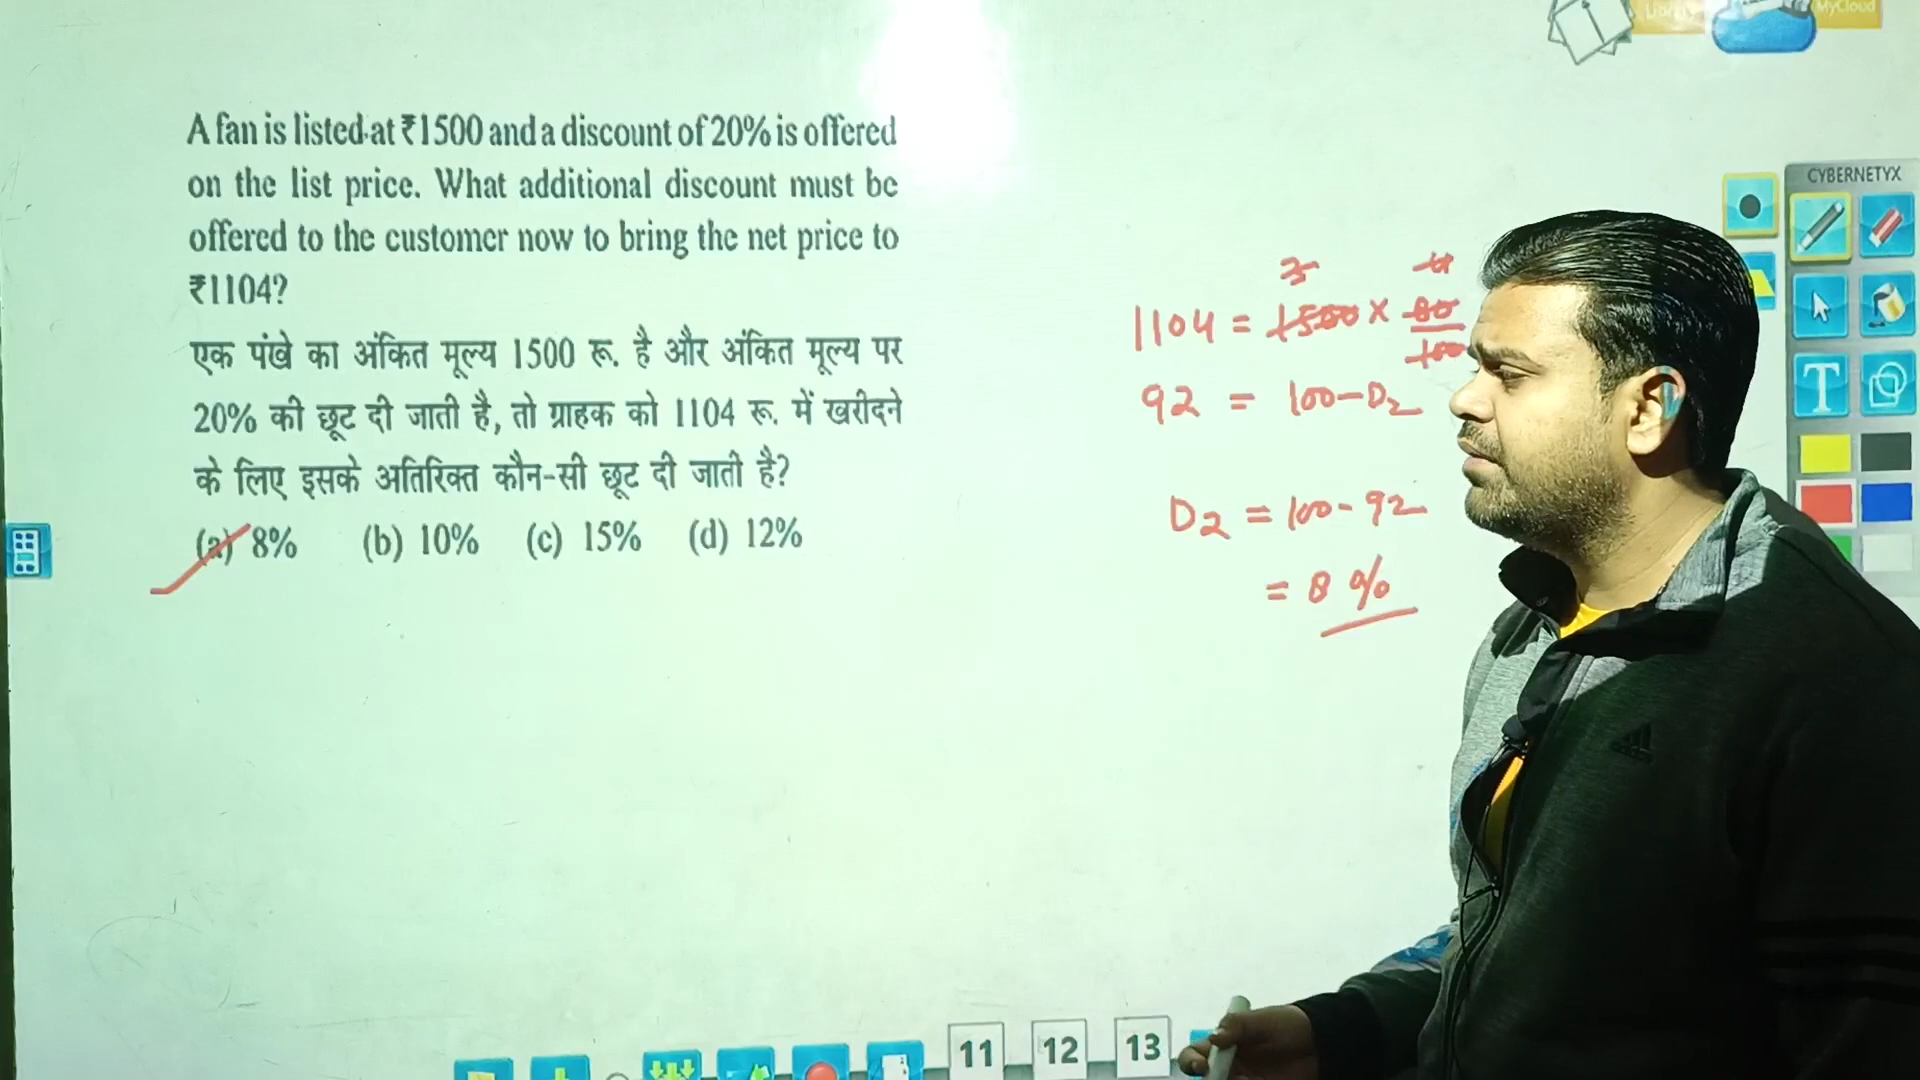 A fan is listed at ₹1500 and a discount of 20% is offered
on the list price. What additional discount must be
offered to the customer now to bring the net price to
₹1104?
एक पंखे का अंकित मूल्य 1500 रू. है और अंकित मूल्य पर
20% की छूट दी जाती है, तो ग्राहक को 1104 रू. में खरीदने
के लिए इसके अतिरिक्त कौन-सी छूट दी जाती है?
(a) 8% (b) 10% (c) 15% (d) 12%
1104 = 1500 × 80/100
92 = 100-D2
D2 = 100-92
= 8%
MyCloud
CYBERNETYX
T
11 12 13